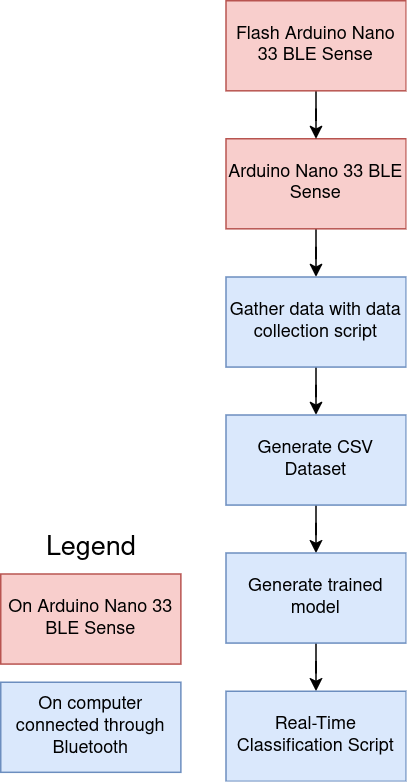 Flash Arduino Nano
33 BLE Sense
Arduino Nano 33 BLE
Sense
Gather data with data
collection script
Generate CSV
Dataset
Generate trained
model
Real-Time
Classification Script
Legend
On Arduino Nano 33
BLE Sense
On computer
connected through
Bluetooth